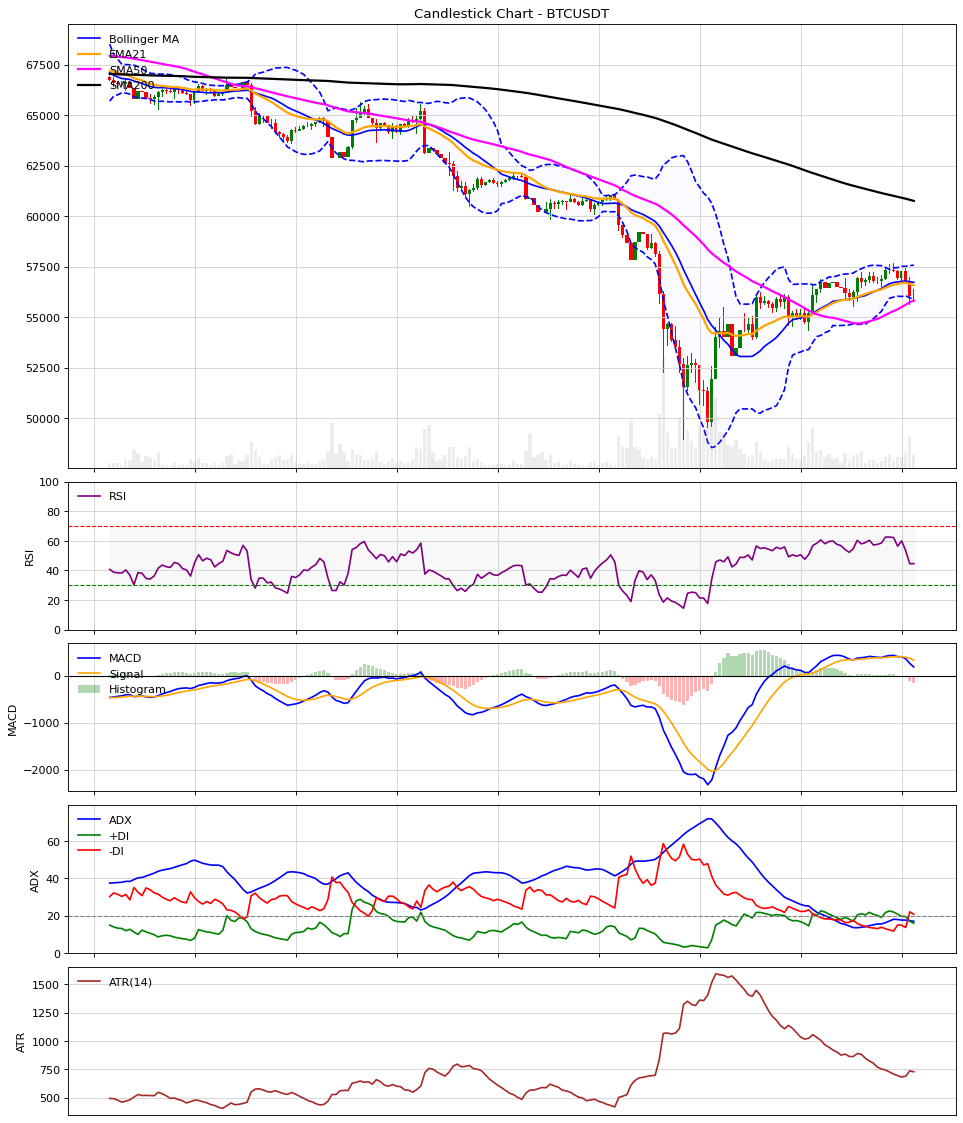 Candlestick Chart - BTCUSDT
Bollinger MA
EMA21
SMA50
SMA200
67500
65000
62500
60000
57500
55000
52500
50000
RSI
100
80
60
40
20
0
RSI
MACD
Signal
Histogram
0
−1000
−2000
MACD
ADX
+DI
-DI
60
40
20
0
ADX
ATR(14)
1500
1250
1000
750
500
ATR